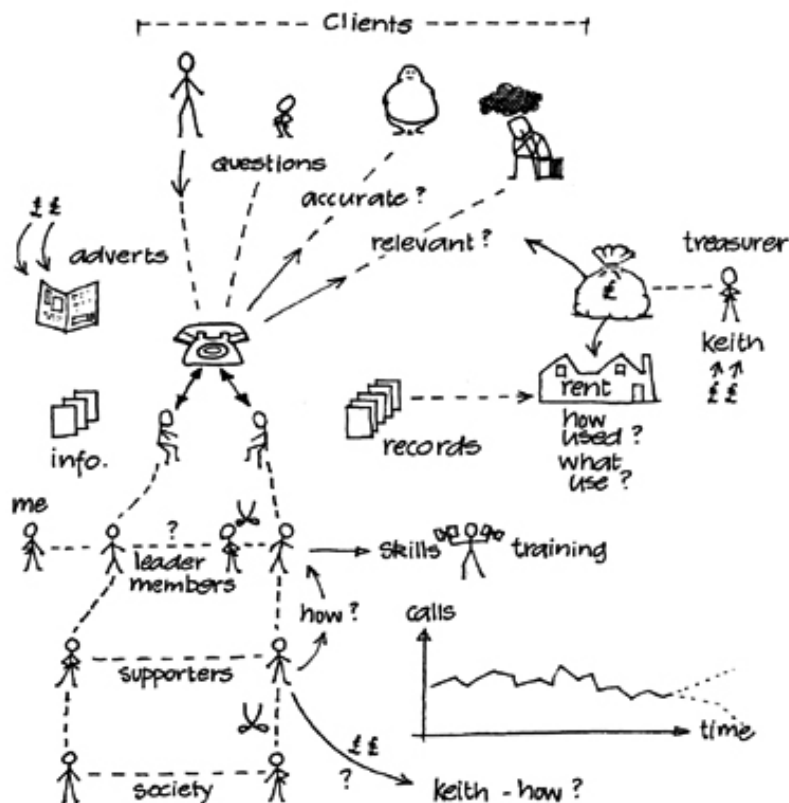 Clients
questions
accurate ?
relevant ?
£ £
adverts
treasurer
£
keith
£ £
rent
how
used ?
what
use ?
info.
records
me
?
leader
members
skills
training
how ?
calls
supporters
time
£ £
?
society
keith - how ?